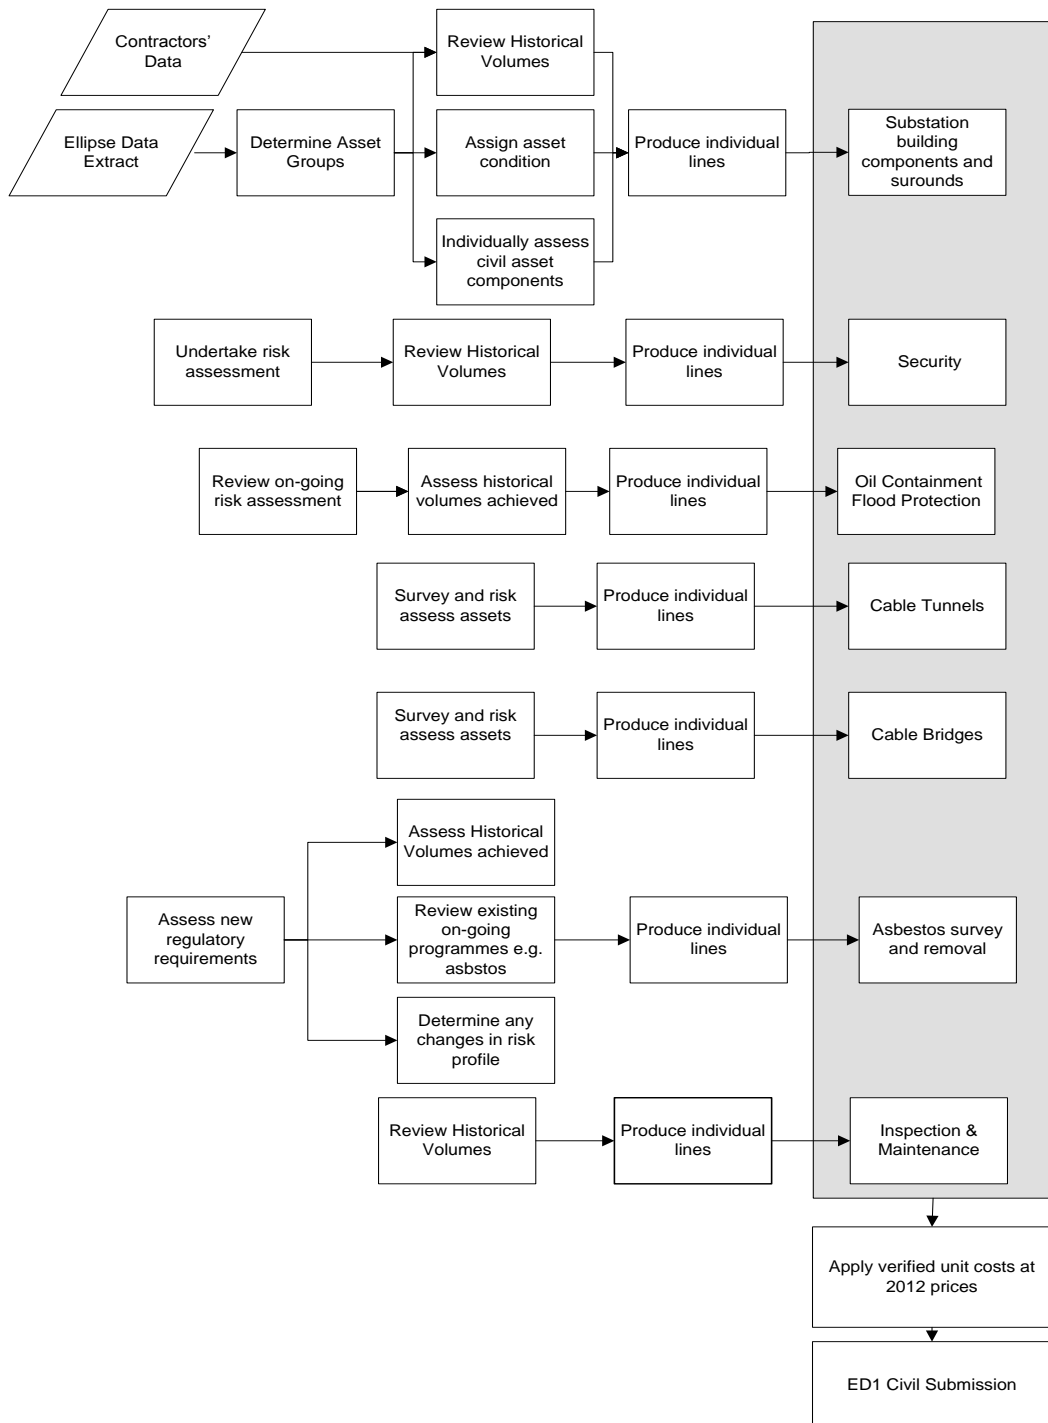 Contractors'
Data
Review Historical
Volumes
Ellipse Data
Extract
Determine Asset
Groups
Assign asset
condition
Produce individual
lines
Substation
building
components and
surounds
Individually assess
civil asset
components
Undertake risk
assessment
Review Historical
Volumes
Produce individual
lines
Security
Review on-going
risk assessment
Assess historical
volumes achieved
Produce individual
lines
Oil Containment
Flood Protection
Survey and risk
assess assets
Produce individual
lines
Cable Tunnels
Survey and risk
assess assets
Produce individual
lines
Cable Bridges
Assess Historical
Volumes achieved
Assess new
regulatory
requirements
Review existing
on-going
programmes e.g.
asbstos
Produce individual
lines
Asbestos survey
and removal
Determine any
changes in risk
profile
Review Historical
Volumes
Produce individual
lines
Inspection &
Maintenance
Apply verified unit costs at
2012 prices
ED1 Civil Submission